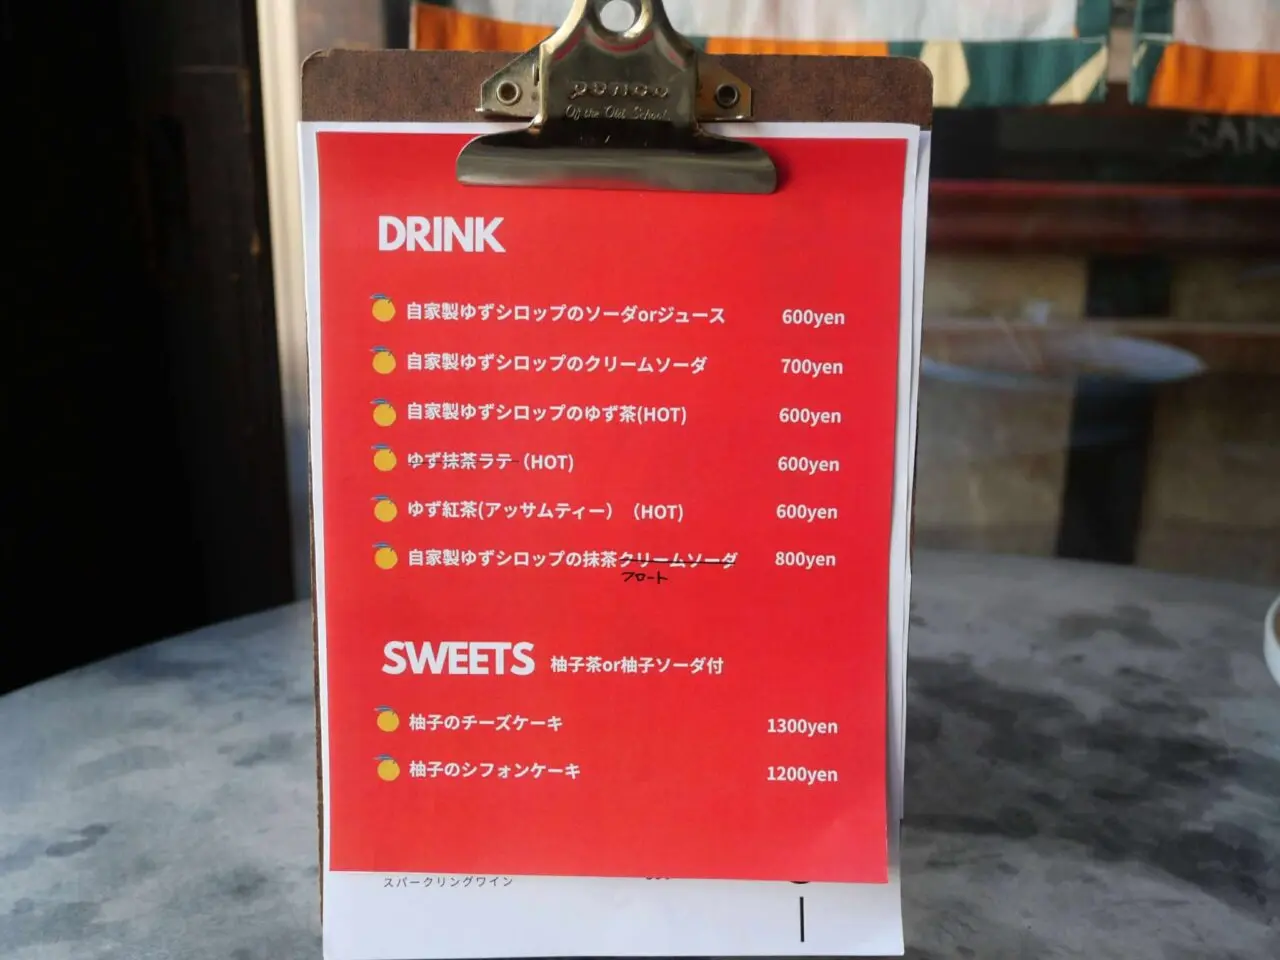 penco
Of the Old School
SAN
DRINK
自家製ゆずシロップのソーダorジュース 600yen
自家製ゆずシロップのクリームソーダ 700yen
自家製ゆずシロップのゆず茶(HOT) 600yen
ゆず抹茶ラテ（HOT) 600yen
ゆず紅茶(アッサムティー）（HOT) 600yen
自家製ゆずシロップの抹茶クリームソーダ 800yen
フロート
SWEETS 柚子茶or柚子ソーダ付
柚子のチーズケーキ 1300yen
柚子のシフォンケーキ 1200yen
スパークリングワイン